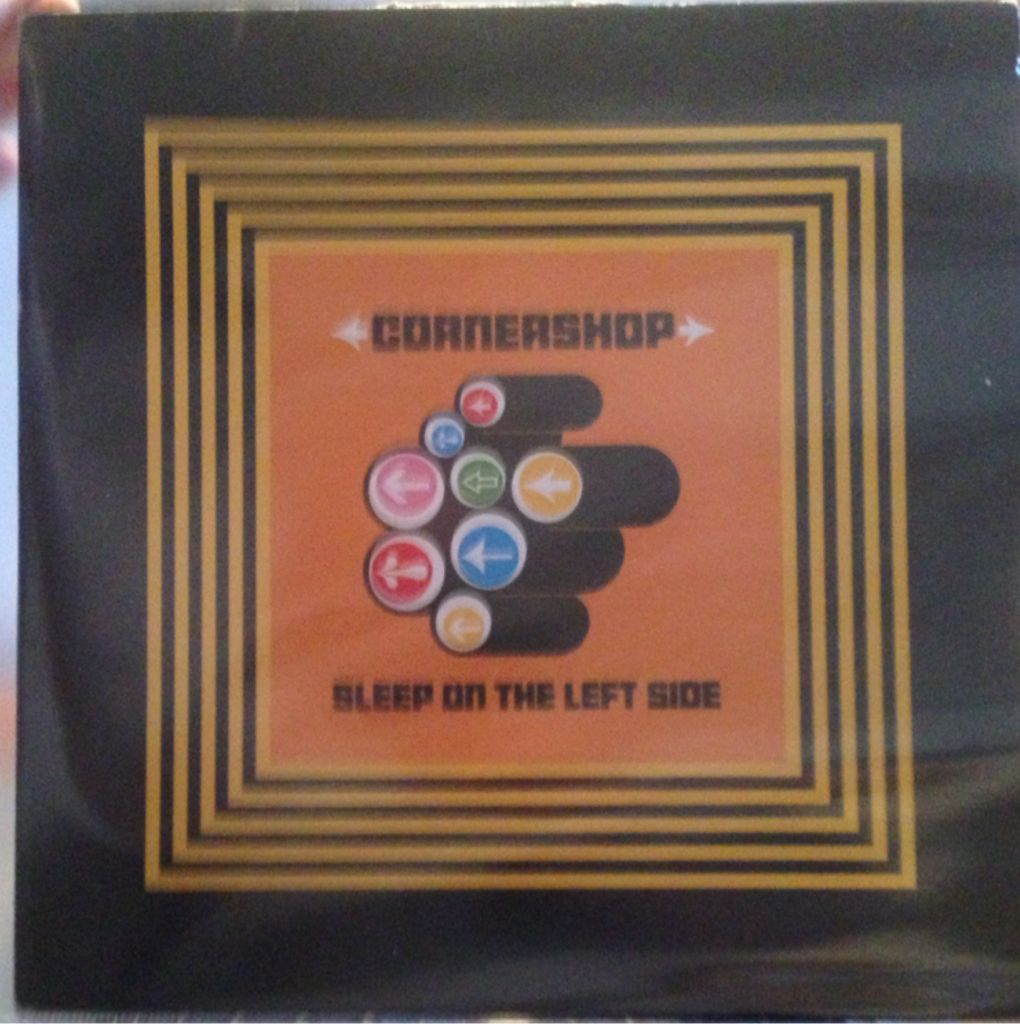 CORNERSHOP
SLEEP ON THE LEFT SIDE